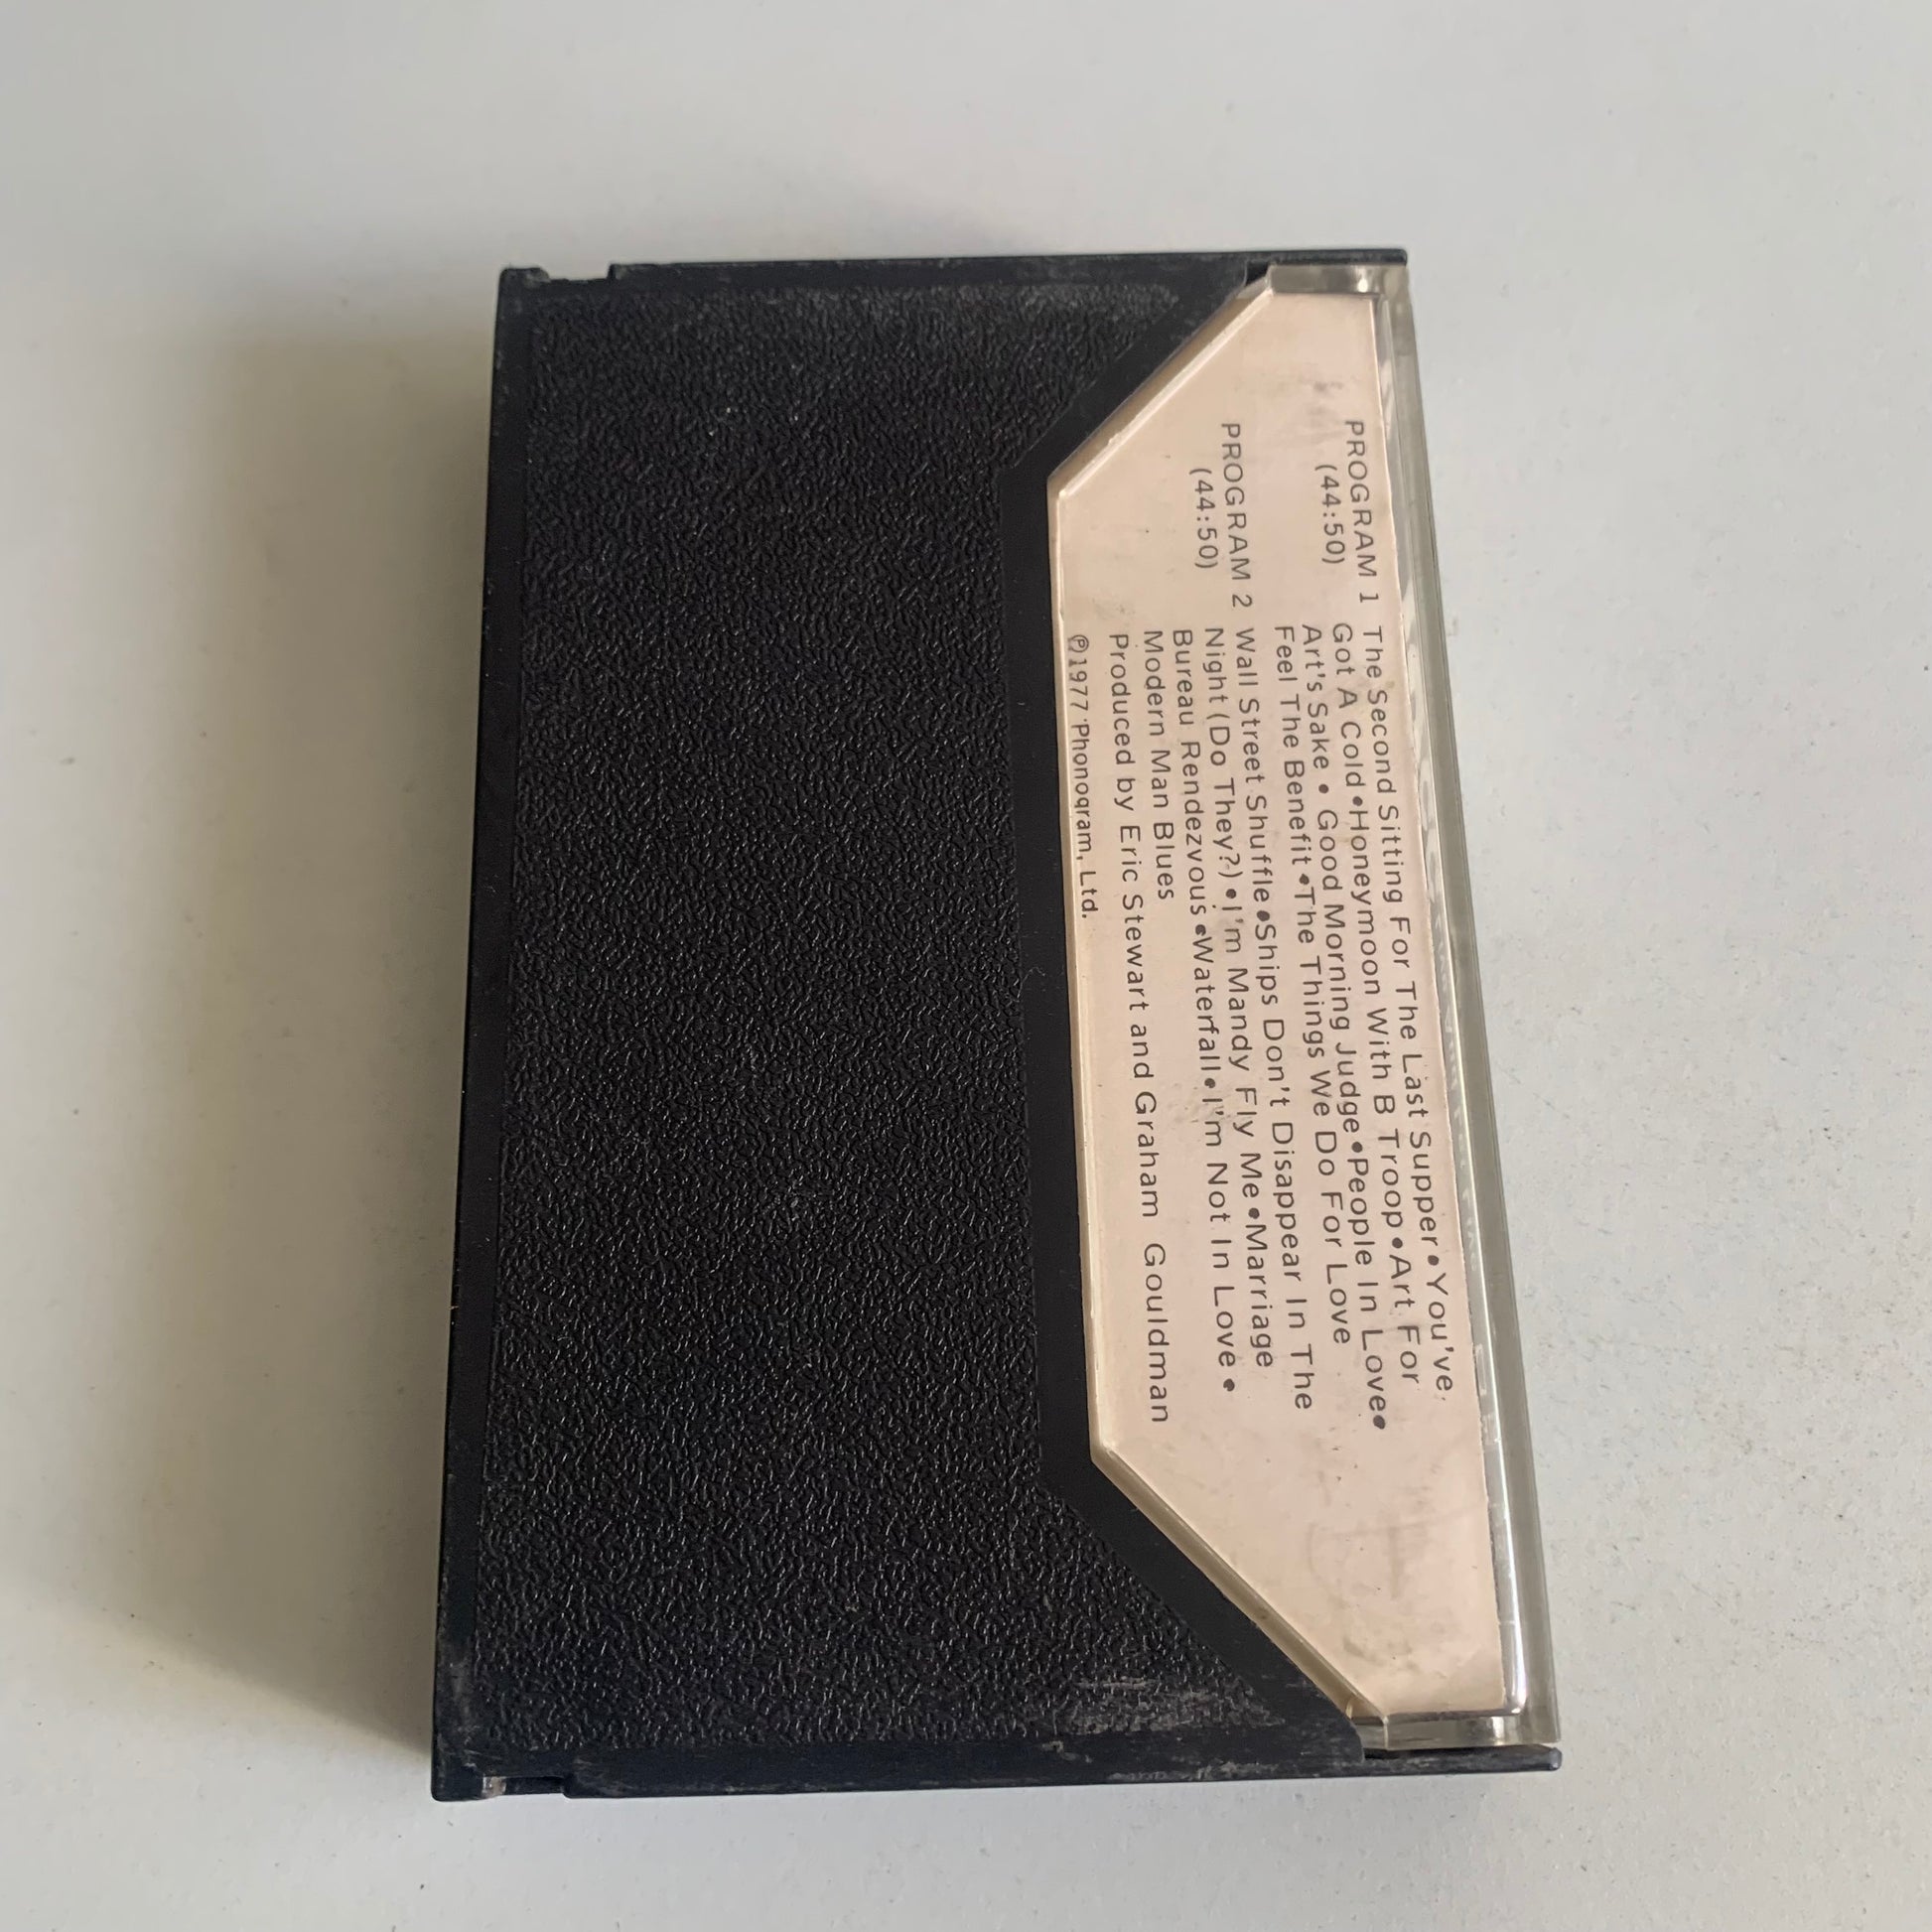 PROGRAM 1 The Second Sitting For The Last Supper•You've
(44:50) Got A Cold•Honeymoon With B Troop•Art For
Art's Sake • Good Morning Judge•People In Love•
Feel The Benefit•The Things We Do For Love
PROGRAM 2 Wall Street Shuffle•Ships Don't Disappear In The
(44:50) Night (Do They?)•I'm Mandy Fly Me•Marriage
Bureau Rendezvous•Waterfall•I'm Not In Love•
Modern Man Blues
Produced by Eric Stewart and Graham Gouldman
℗1977 Phonogram, Ltd.